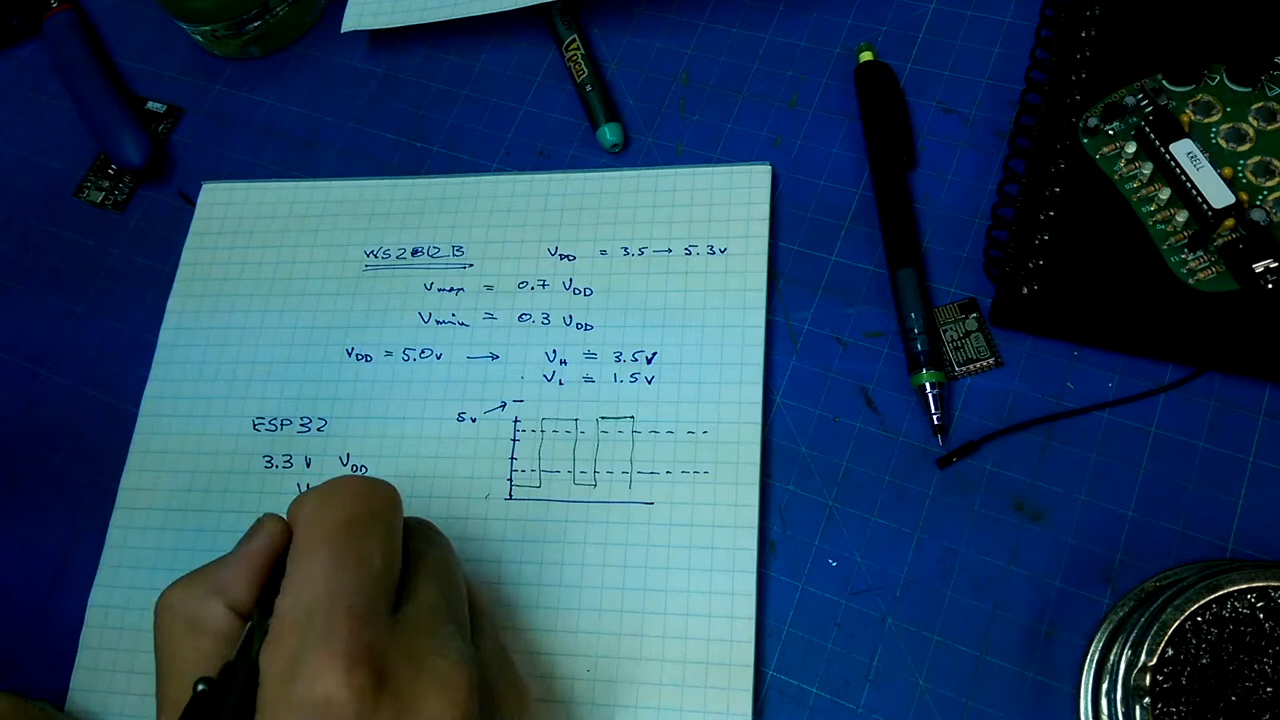 Vpen
M
KRELL
WiFi
WS2812B VDD = 3.5 → 5.3V
Vmax = 0.7 VDD
Vmin = 0.3 VDD
VDD = 5.0V → VH ≐ 3.5V
VL ≐ 1.5V
5V
ESP32
3.3 V VDD
V